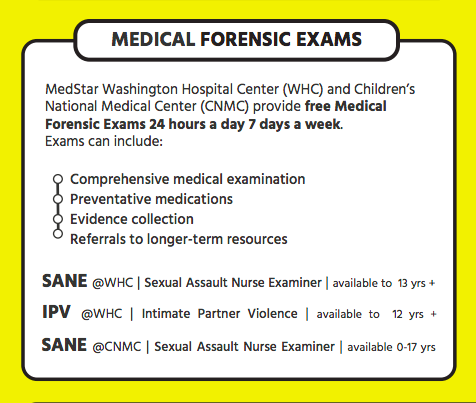 MEDICAL FORENSIC EXAMS
MedStar Washington Hospital Center (WHC) and Children's
National Medical Center (CNMC) provide free Medical
Forensic Exams 24 hours a day 7 days a week.
Exams can include:
Comprehensive medical examination
Preventative medications
Evidence collection
Referrals to longer-term resources
SANE @WHC | Sexual Assault Nurse Examiner | available to 13 yrs +
IPV @WHC | Intimate Partner Violence | available to 12 yrs +
SANE @CNMC | Sexual Assault Nurse Examiner | available 0-17 yrs